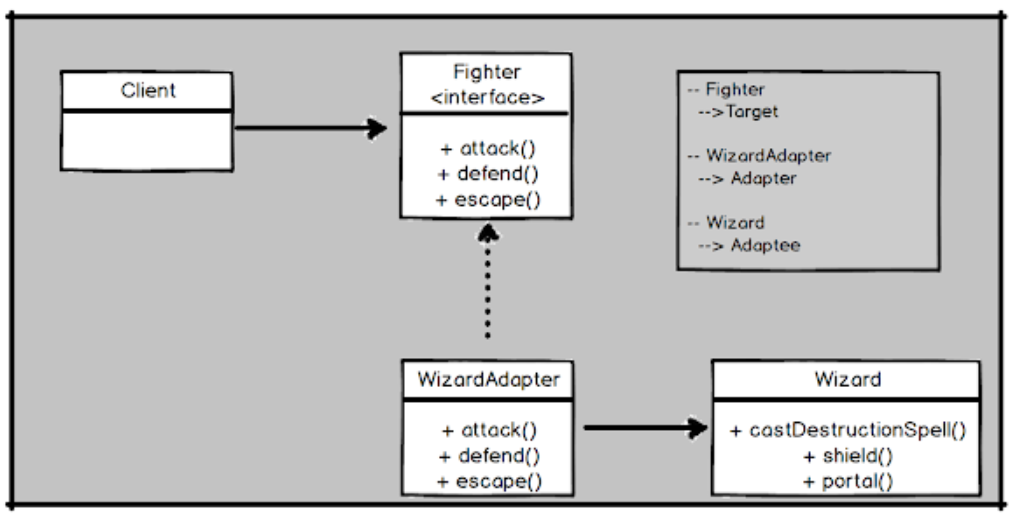 Client
Fighter
<interface>
+ attack()
+ defend()
+ escape()
-- Fighter
-->Target
-- WizardAdapter
--> Adapter
-- Wizard
--> Adaptee
WizardAdapter
+ attack()
+ defend()
+ escape()
Wizard
+ castDestructionSpell()
+ shield()
+ portal()